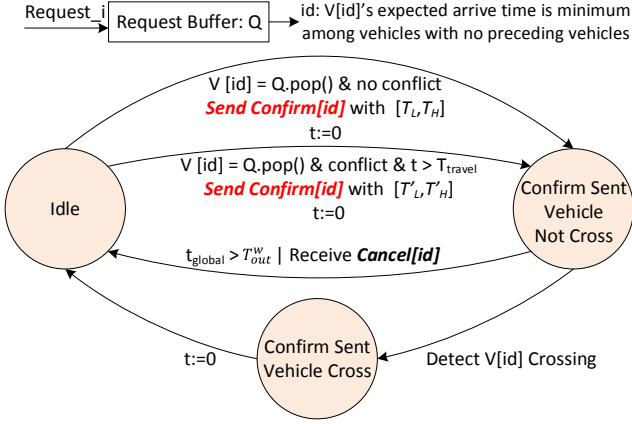 Request_i
Request Buffer: Q
id: V[id]'s expected arrive time is minimum
among vehicles with no preceding vehicles
V [id] = Q.pop() & no conflict
Send Confirm[id] with [T_L,T_H]
t:=0
V [id] = Q.pop() & conflict & t > T_travel
Send Confirm[id] with [T'_L,T'_H]
t:=0
Idle
Confirm Sent
Vehicle
Not Cross
t_global > T_out^w | Receive Cancel[id]
Confirm Sent
Vehicle Cross
t:=0
Detect V[id] Crossing